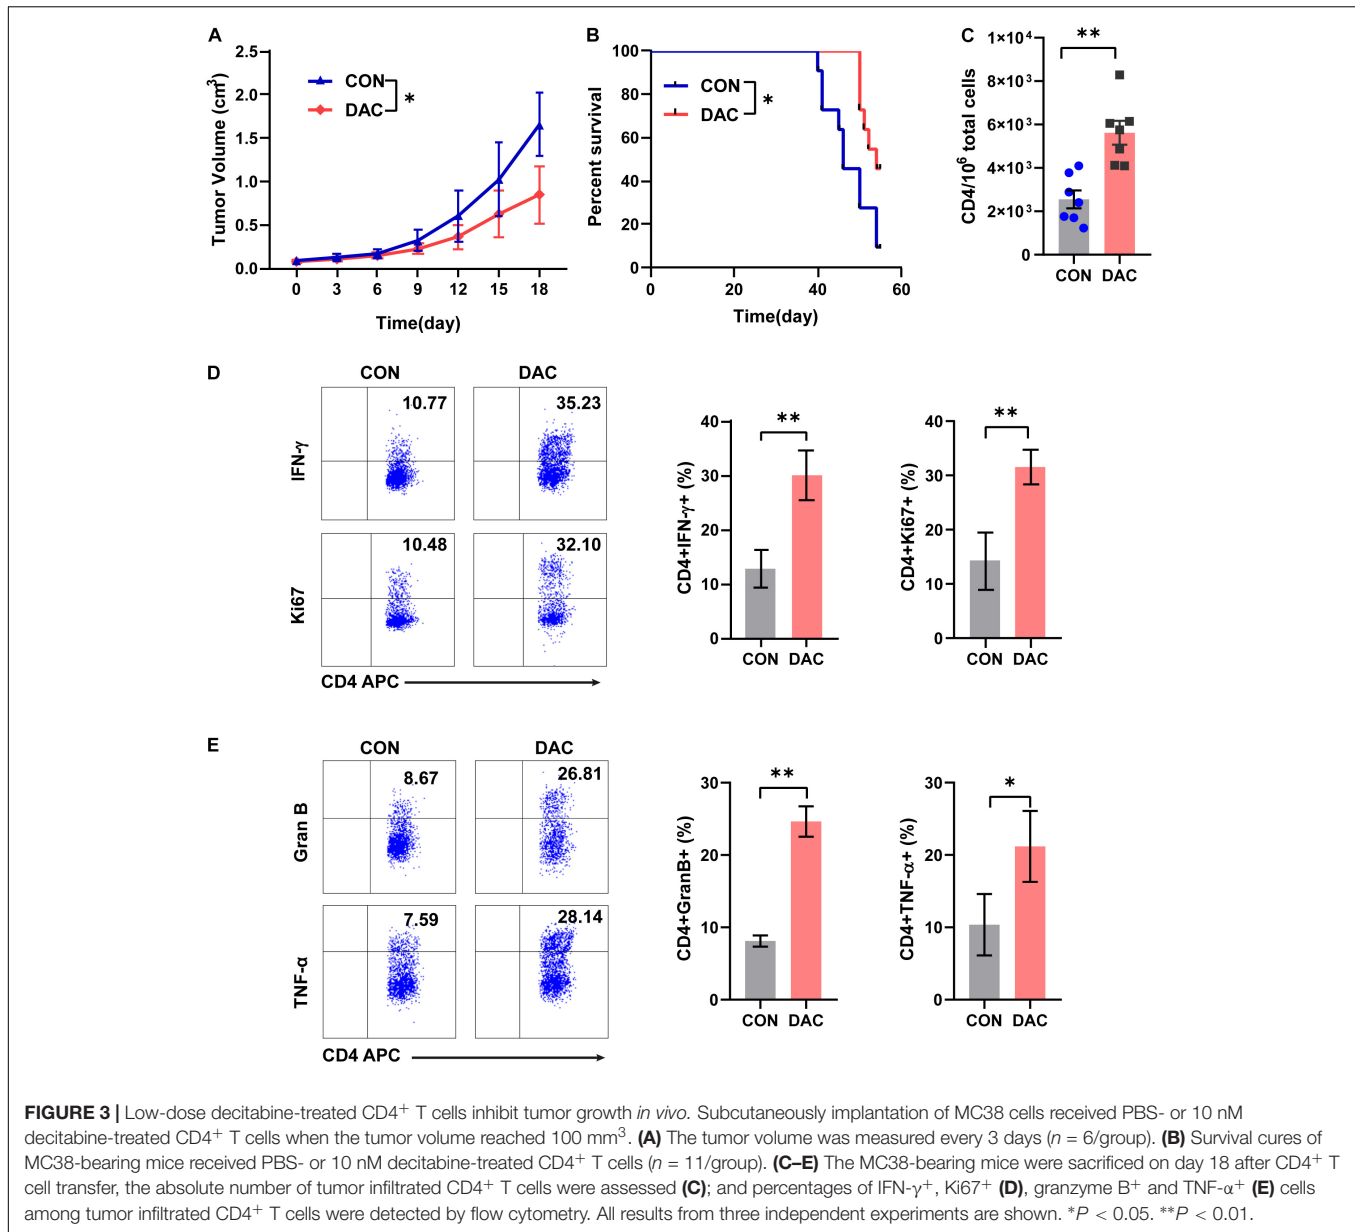 A
2.5
2.0
1.5
1.0
0.5
0.0
Tumor Volume (cm3)
CON
DAC
*
0 3 6 9 12 15 18
Time(day)
B
100
80
60
40
20
0
Percent survival
CON
DAC
*
0 20 40 60
Time(day)
C
1×10⁴
8×10³
6×10³
4×10³
2×10³
0
CD4/10⁶ total cells
**
CON DAC
D
CON DAC
IFN-γ
10.77 35.23
Ki67
10.48 32.10
CD4 APC
40
30
20
10
0
CD4+IFN-γ+ (%)
**
CON DAC
40
30
20
10
0
CD4+Ki67+ (%)
**
CON DAC
E
CON DAC
Gran B
8.67 26.81
TNF-α
7.59 28.14
CD4 APC
30
20
10
0
CD4+GranB+ (%)
**
CON DAC
30
20
10
0
CD4+TNF-α+ (%)
*
CON DAC
FIGURE 3 | Low-dose decitabine-treated CD4⁺ T cells inhibit tumor growth in vivo. Subcutaneously implantation of MC38 cells received PBS- or 10 nM
decitabine-treated CD4⁺ T cells when the tumor volume reached 100 mm³. (A) The tumor volume was measured every 3 days (n = 6/group). (B) Survival cures of
MC38-bearing mice received PBS- or 10 nM decitabine-treated CD4⁺ T cells (n = 11/group). (C–E) The MC38-bearing mice were sacrificed on day 18 after CD4⁺ T
cell transfer, the absolute number of tumor infiltrated CD4⁺ T cells were assessed (C); and percentages of IFN-γ⁺, Ki67⁺ (D), granzyme B⁺ and TNF-α⁺ (E) cells
among tumor infiltrated CD4⁺ T cells were detected by flow cytometry. All results from three independent experiments are shown. *P < 0.05. **P < 0.01.